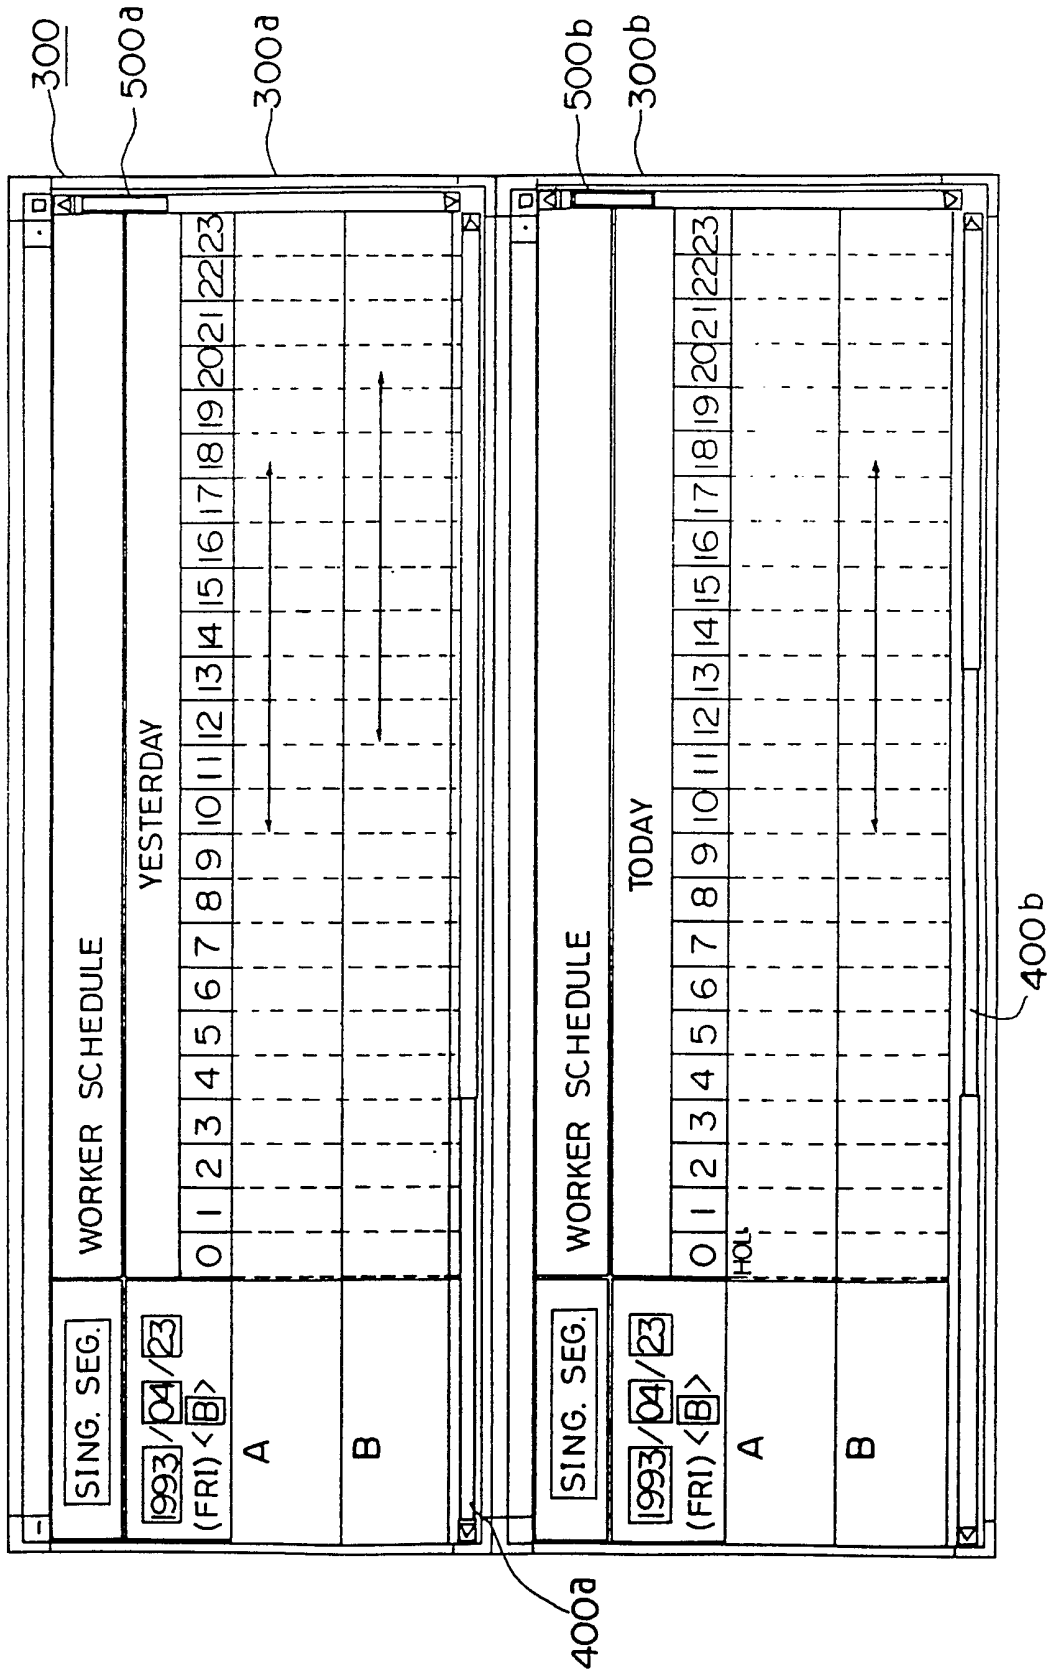 300
500a
300a
SING. SEG.
WORKER SCHEDULE
1993/04/23
(FRI) <B>
YESTERDAY
0 1 2 3 4 5 6 7 8 9 10 11 12 13 14 15 16 17 18 19 20 21 22 23
A
B
400a
500b
300b
SING. SEG.
WORKER SCHEDULE
1993/04/23
(FRI) <B>
TODAY
0 1 2 3 4 5 6 7 8 9 10 11 12 13 14 15 16 17 18 19 20 21 22 23
A
HOL.
B
400b